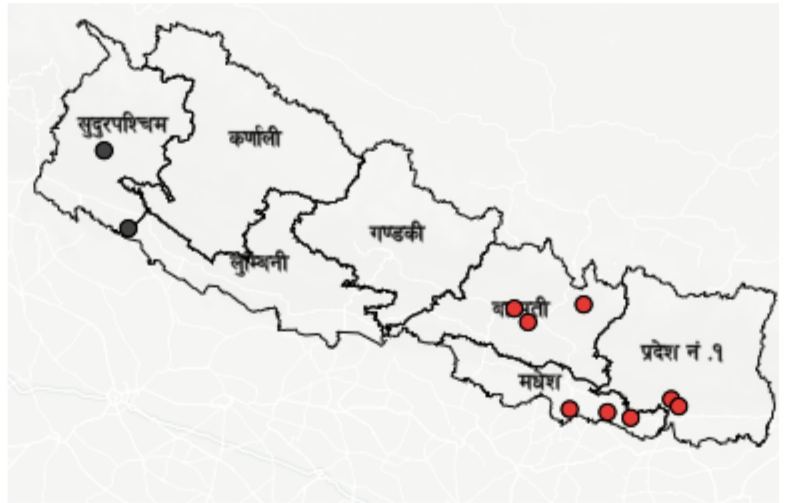 सुदुरपश्चिम
कर्णाली
गण्डकी
लुम्बिनी
प्रदेश नं .१
मधेश